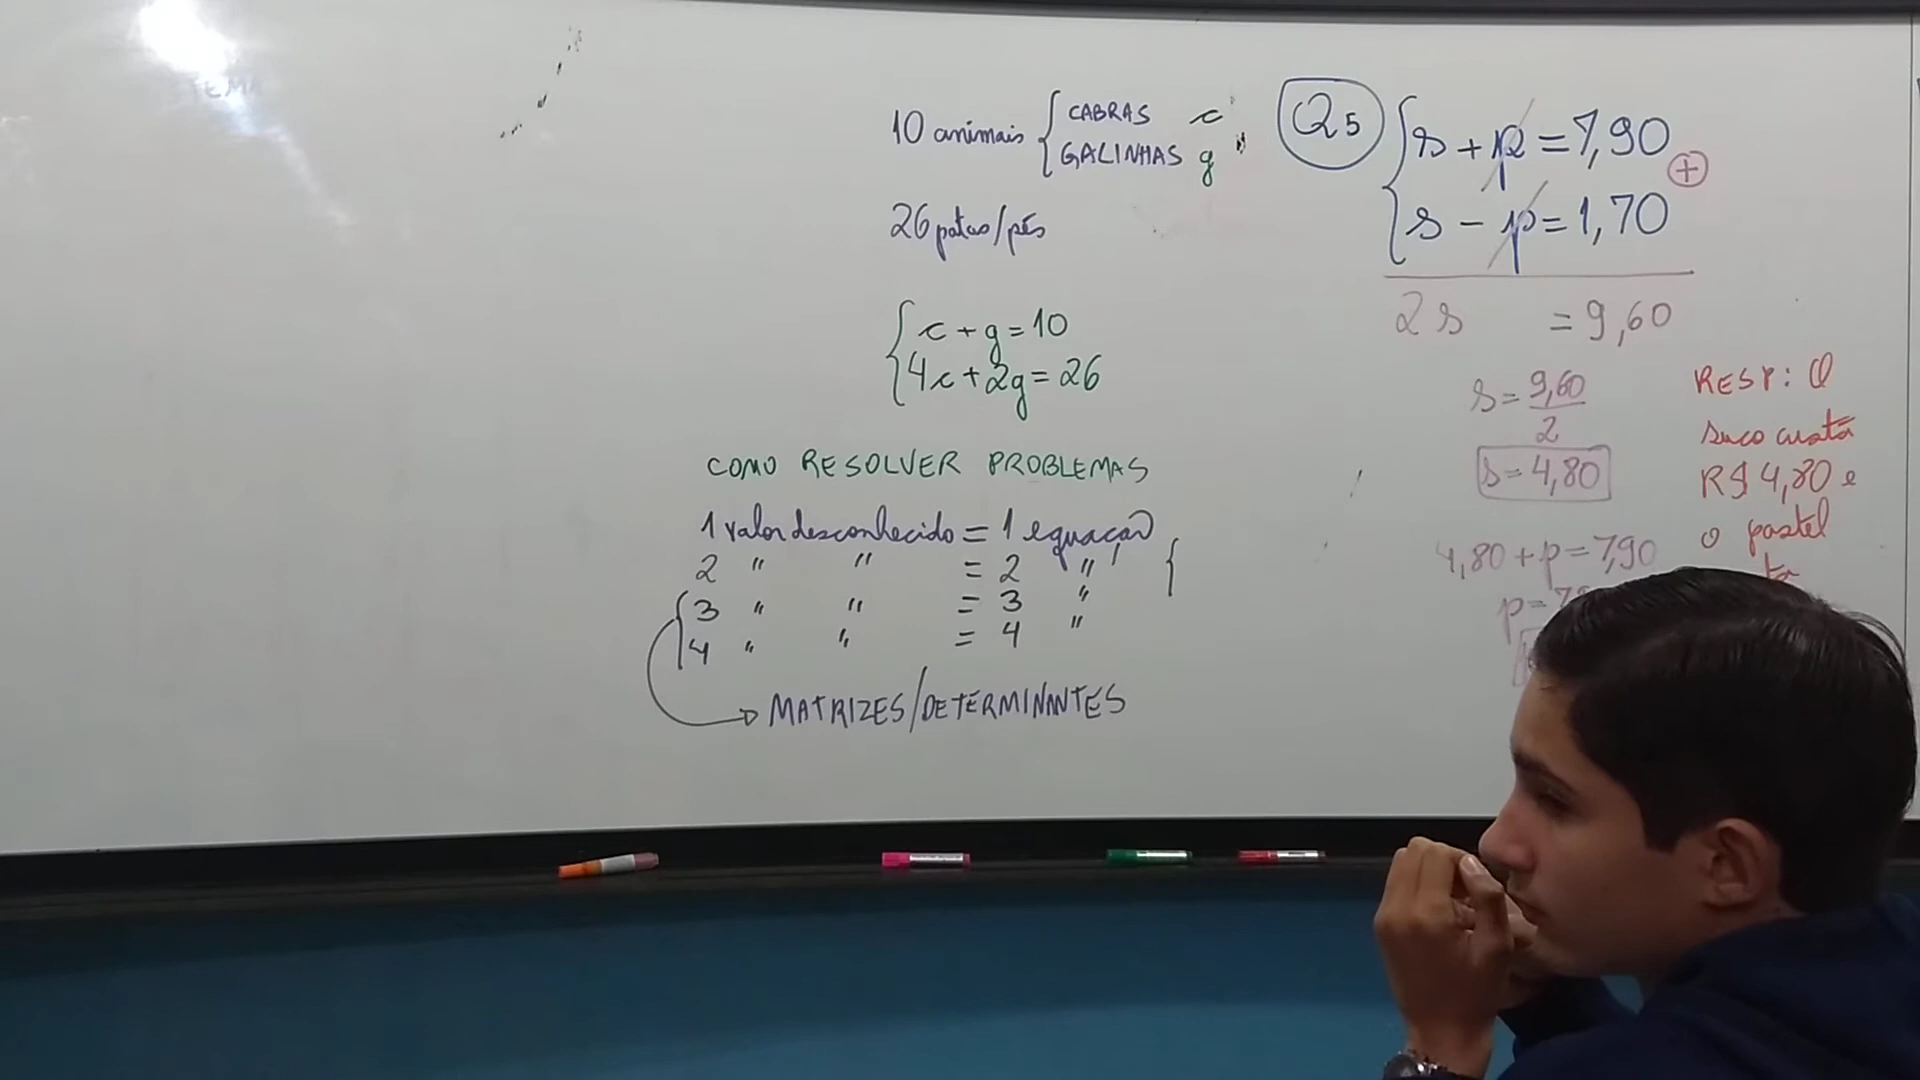 10 animais { CABRAS c
GALINHAS g
26 patas/pés
{ c + g = 10
4c + 2g = 26
COMO RESOLVER PROBLEMAS
1 valor desconhecido = 1 equação
2 " " = 2 " {
{ 3 " " = 3 "
4 " " = 4 "
→ MATRIZES/DETERMINANTES
Q5
{ s + p = 7,90
s - p = 1,70 +
2s = 9,60
s = 9,60
2
s = 4,80
4,80 + p = 7,90
p = 7,
RESP: O
suco custa
R$ 4,80 e
o pastel